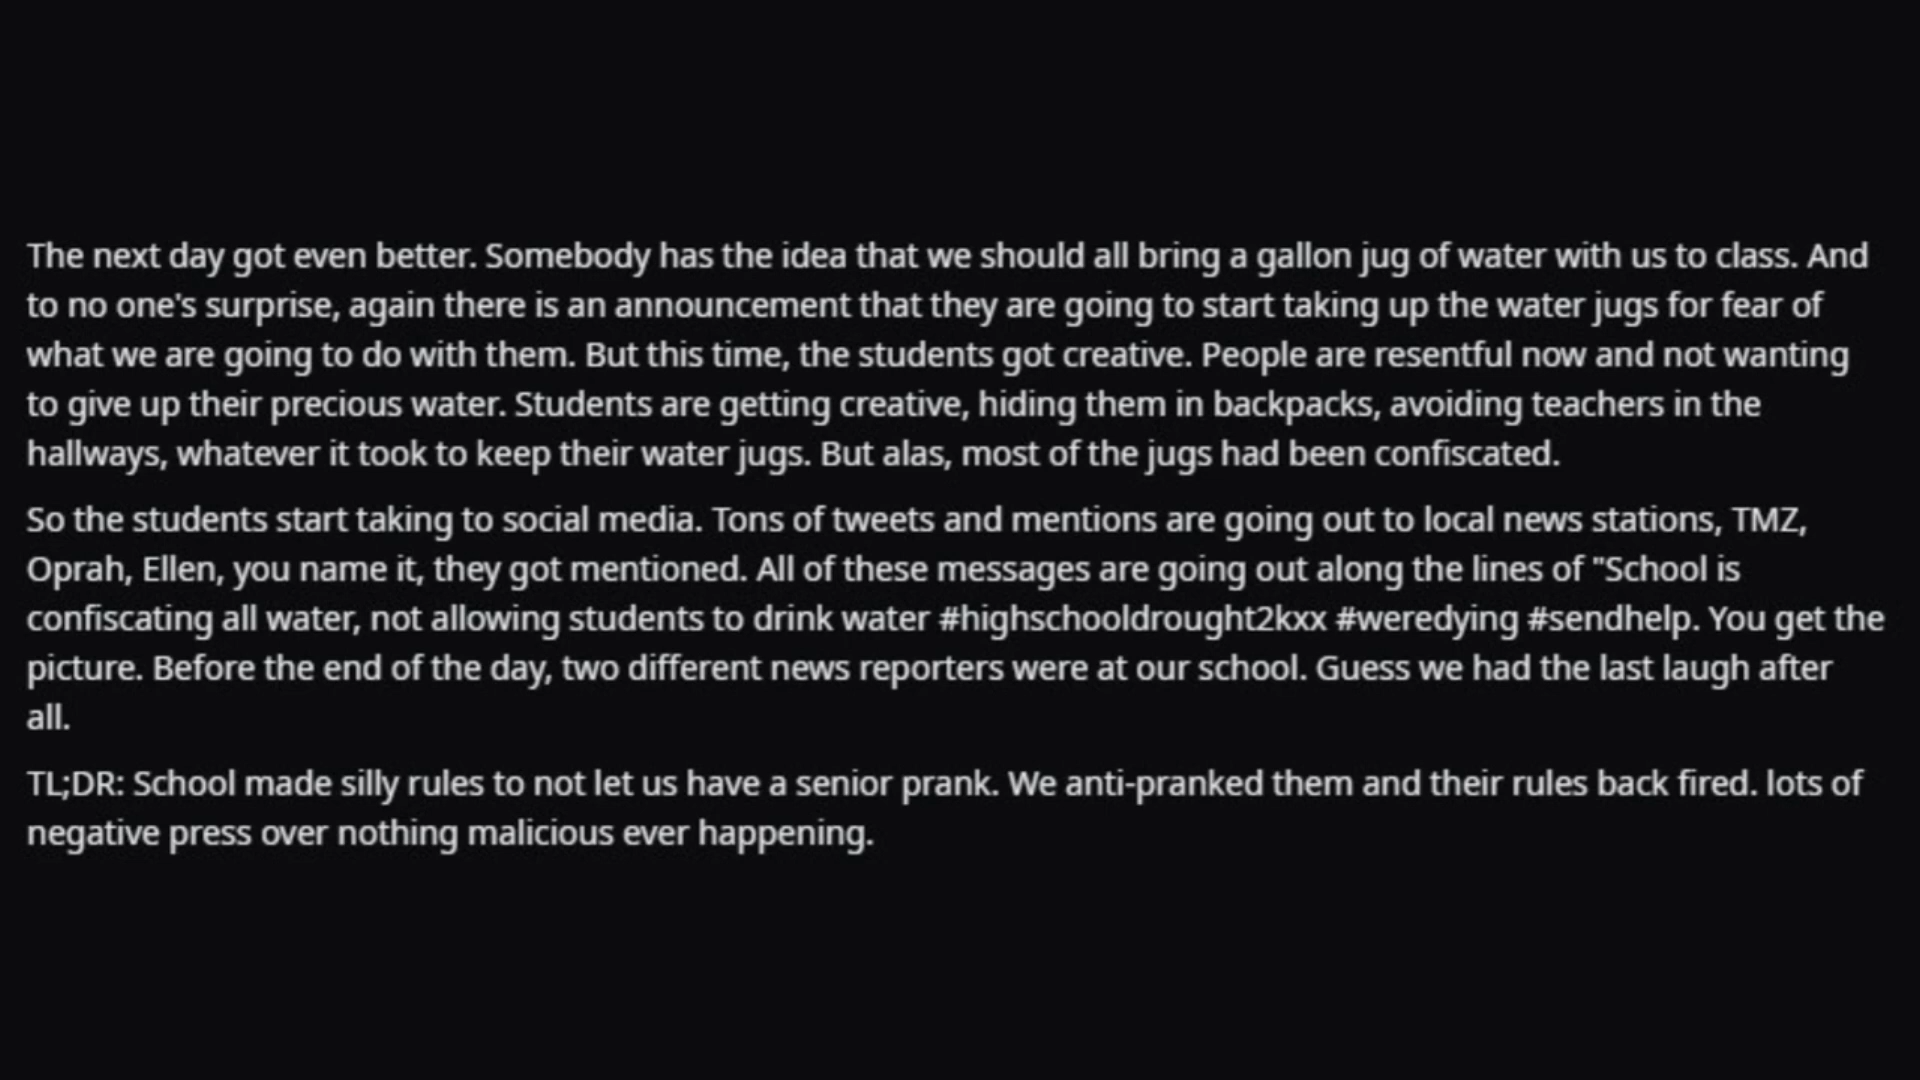 The next day got even better. Somebody has the idea that we should all bring a gallon jug of water with us to class. And
to no one's surprise, again there is an announcement that they are going to start taking up the water jugs for fear of
what we are going to do with them. But this time, the students got creative. People are resentful now and not wanting
to give up their precious water. Students are getting creative, hiding them in backpacks, avoiding teachers in the
hallways, whatever it took to keep their water jugs. But alas, most of the jugs had been confiscated.
So the students start taking to social media. Tons of tweets and mentions are going out to local news stations, TMZ,
Oprah, Ellen, you name it, they got mentioned. All of these messages are going out along the lines of "School is
confiscating all water, not allowing students to drink water #highschooldrought2kxx #weredying #sendhelp. You get the
picture. Before the end of the day, two different news reporters were at our school. Guess we had the last laugh after
all.
TL;DR: School made silly rules to not let us have a senior prank. We anti-pranked them and their rules back fired. lots of
negative press over nothing malicious ever happening.